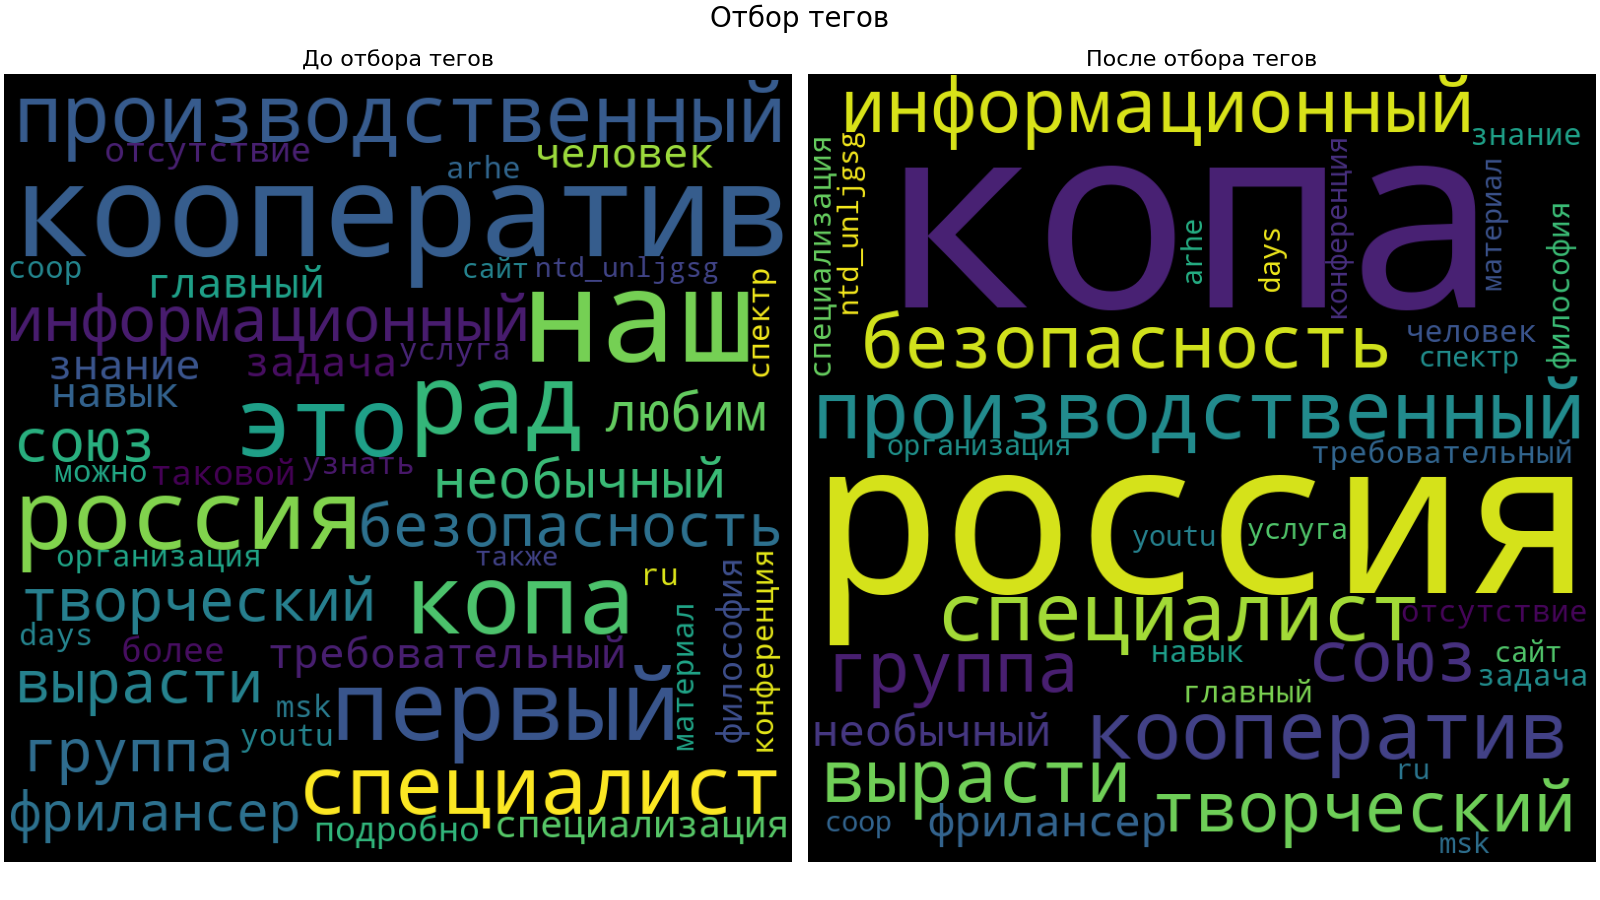 Отбор тегов
До отбора тегов
производственный
отсутствие
arhe
человек
кооператив
coop
главный
сайт
ntd_unljgsg
спектр
информационный
наш
знание
задача
услуга
навык
это
рад
любим
союз
можно
таковой
узнать
необычный
россия
безопасность
организация
также
творческий
копа
ru
философия
конференция
материал
days
более
требовательный
вырасти
msk
первый
группа
youtu
специалист
фрилансер
подробно
специализация
После отбора тегов
информационный
знание
специализация
ntd_unljgsg
копа
arhe
days
конференция
материал
философия
безопасность
человек
спектр
производственный
организация
требовательный
россия
youtu
услуга
специалист
отсутствие
группа
навык
союз
сайт
задача
главный
необычный
кооператив
вырасти
ru
творческий
coop
фрилансер
msk